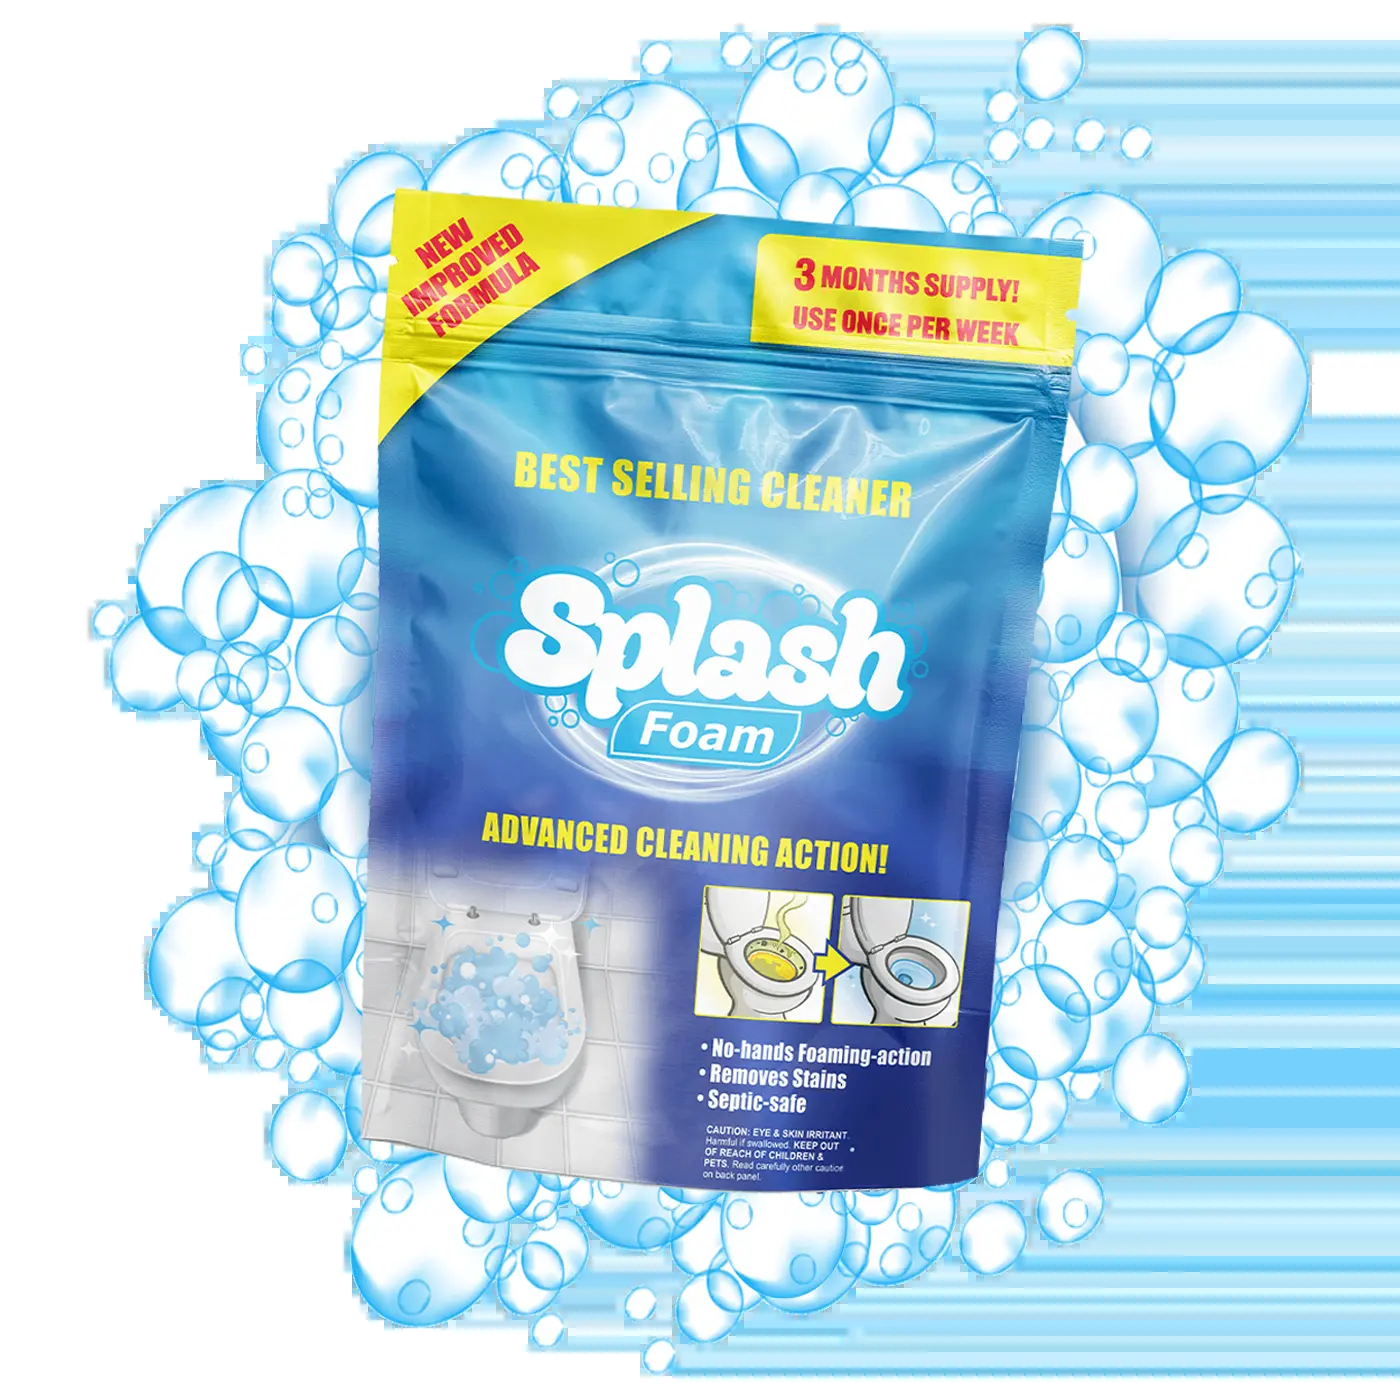 NEW
IMPROVED
FORMULA
3 MONTHS SUPPLY!
USE ONCE PER WEEK
BEST SELLING CLEANER
Splash
Foam
ADVANCED CLEANING ACTION!
• No-hands Foaming-action
• Removes Stains
• Septic-safe
CAUTION: EYE & SKIN IRRITANT.
Harmful if swallowed. KEEP OUT
OF REACH OF CHILDREN &
PETS. Read carefully other caution
on back panel.